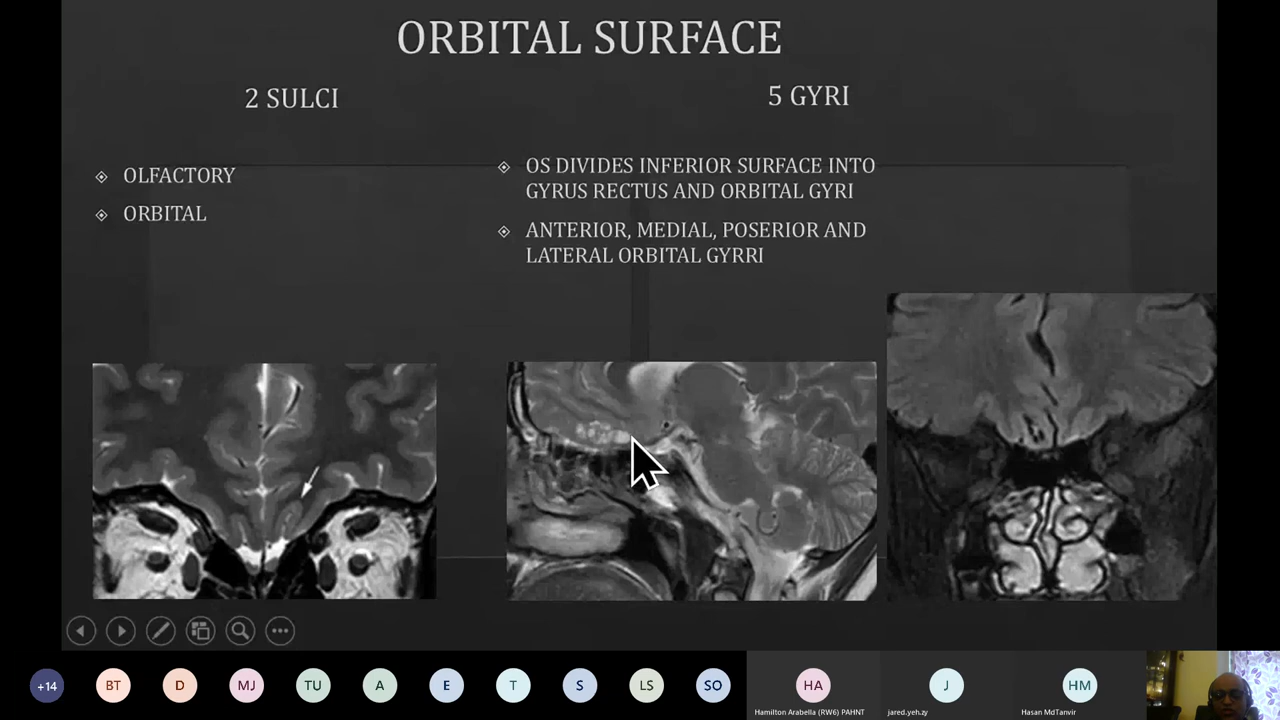 ORBITAL SURFACE
2 SULCI
OLFACTORY
ORBITAL
5 GYRI
OS DIVIDES INFERIOR SURFACE INTO
GYRUS RECTUS AND ORBITAL GYRI
ANTERIOR, MEDIAL, POSERIOR AND
LATERAL ORBITAL GYRRI
+14
BT
D
MJ
TU
A
E
T
S
LS
SO
HA
Hamilton Arabella (RW6) PAHNT
J
jared.yeh.zy
HM
Hasan MdTanvir